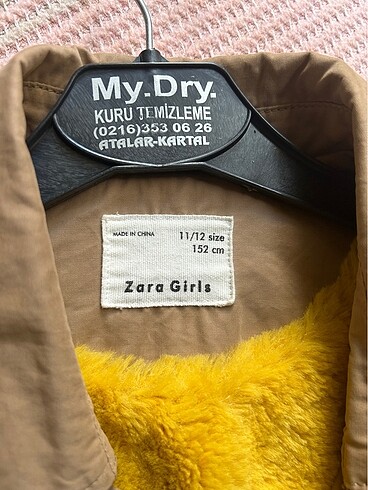 My.Dry.
KURU TEMİZLEME
(0216)353 06 26
ATALAR-KARTAL
MADE IN CHINA
11/12 size
152 cm
Zara Girls